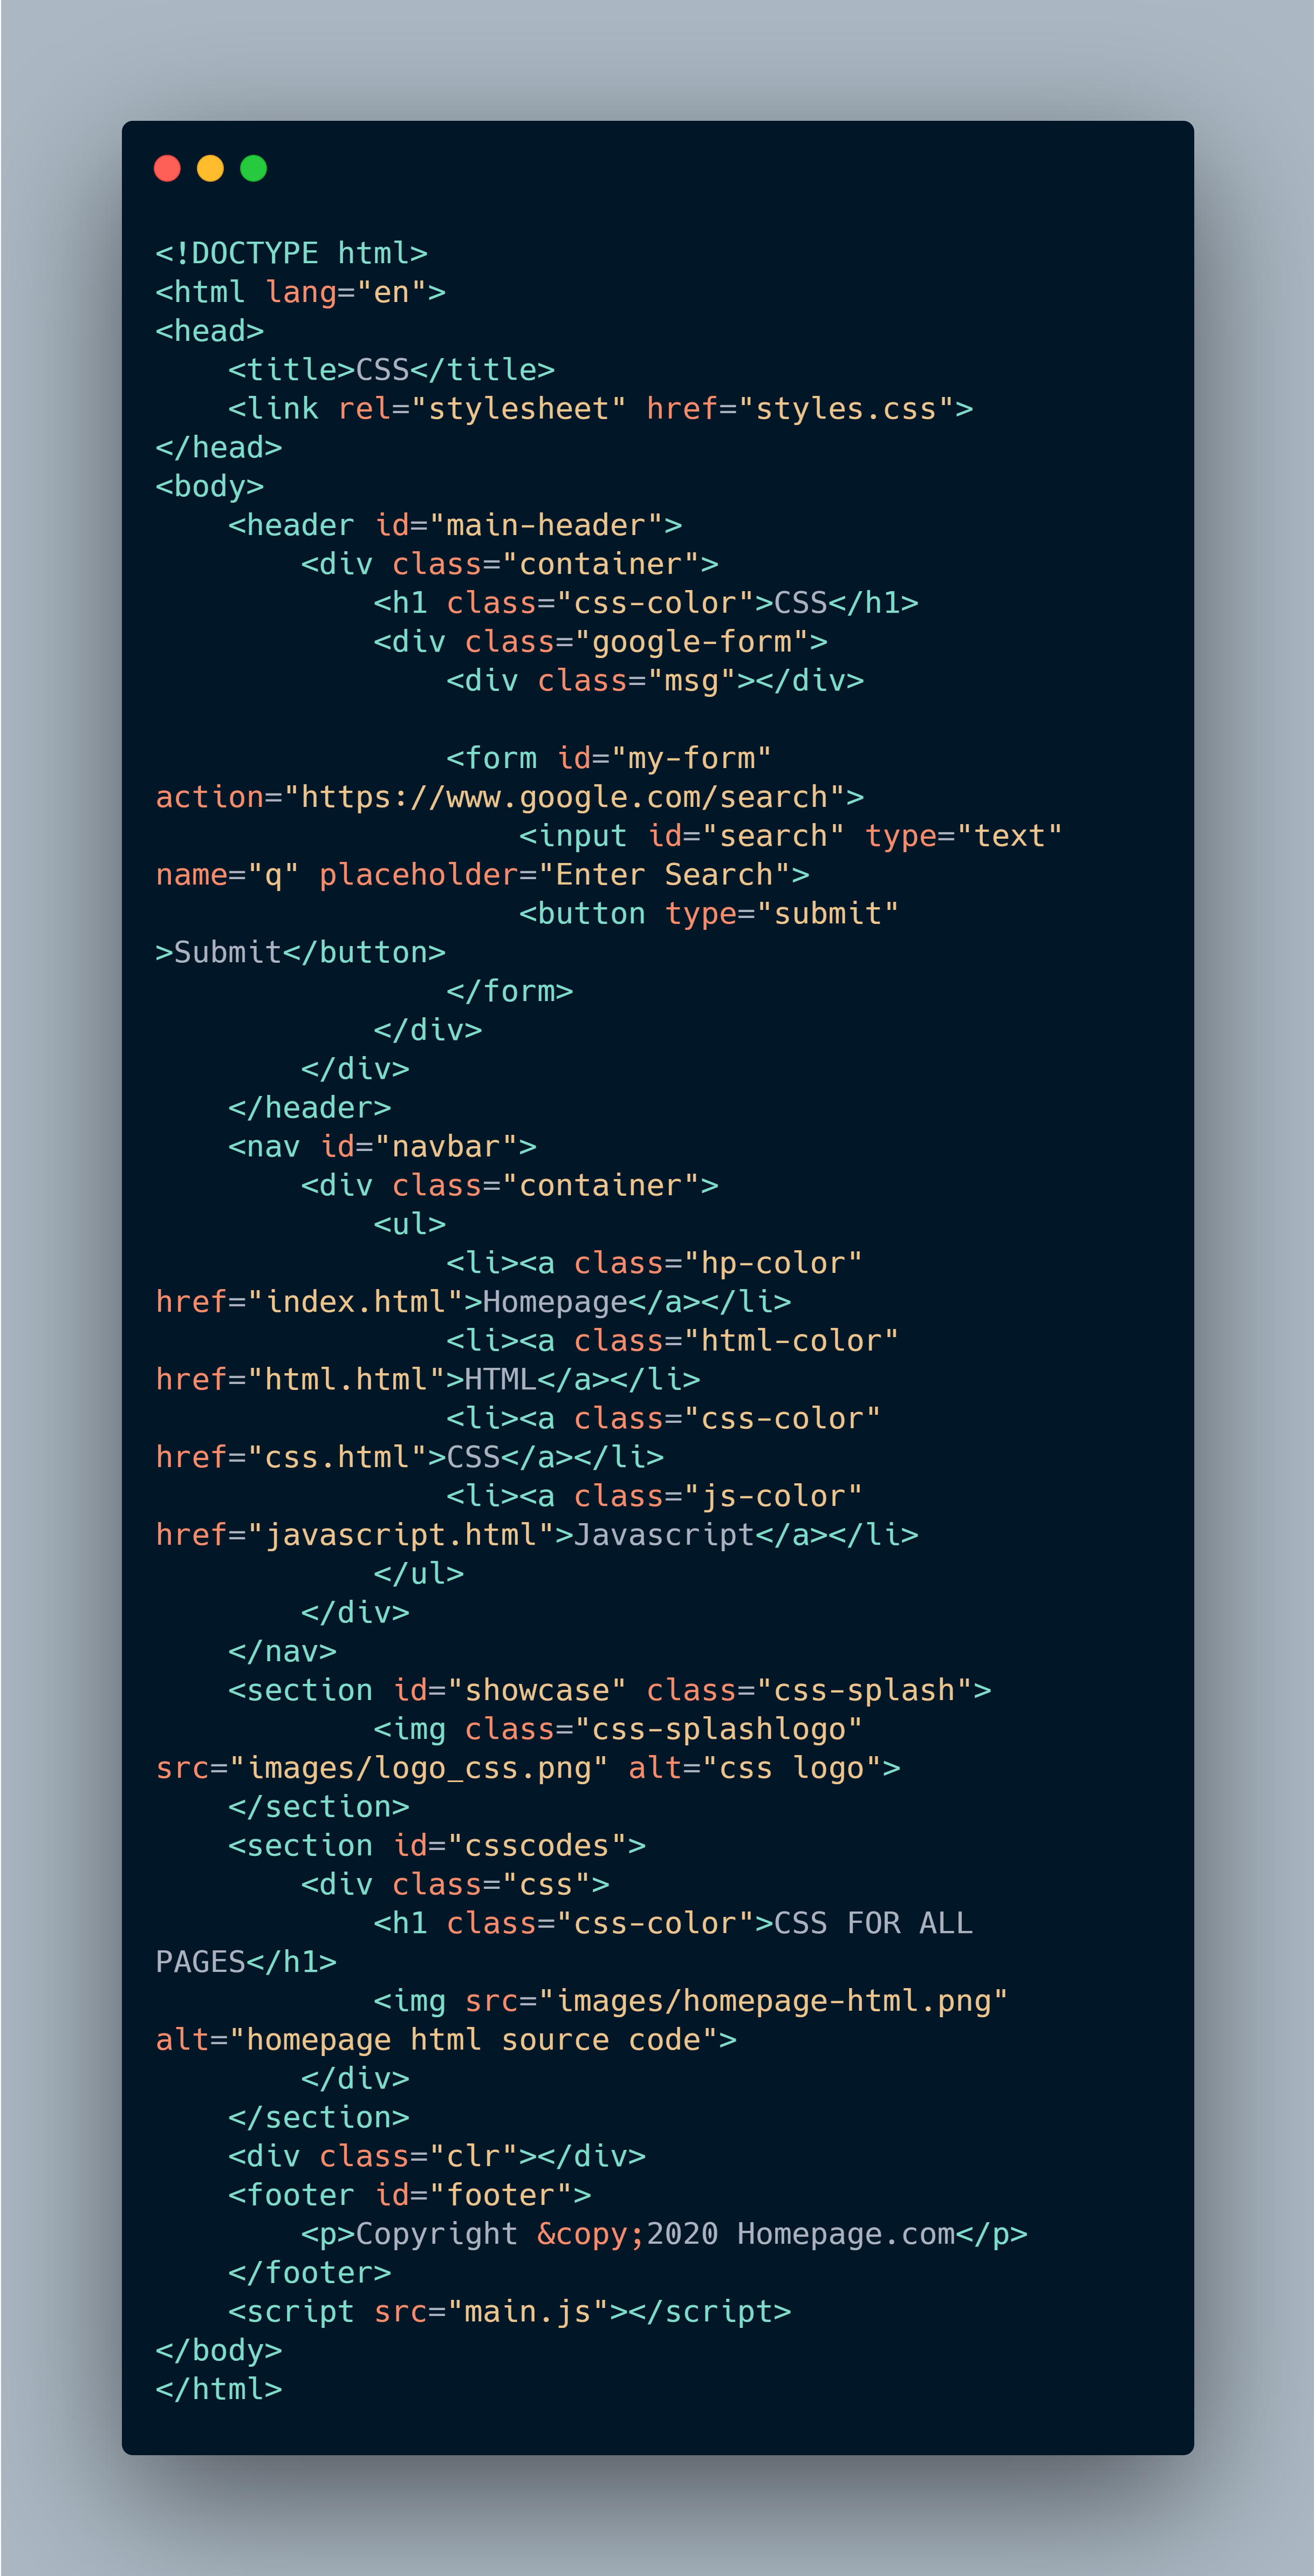 <!DOCTYPE html>
<html lang="en">
<head>
    <title>CSS</title>
    <link rel="stylesheet" href="styles.css">
</head>
<body>
    <header id="main-header">
        <div class="container">
            <h1 class="css-color">CSS</h1>
            <div class="google-form">
                <div class="msg"></div>

                <form id="my-form"
action="https://www.google.com/search">
                    <input id="search" type="text"
name="q" placeholder="Enter Search">
                    <button type="submit"
>Submit</button>
                </form>
            </div>
        </div>
    </header>
    <nav id="navbar">
        <div class="container">
            <ul>
                <li><a class="hp-color"
href="index.html">Homepage</a></li>
                <li><a class="html-color"
href="html.html">HTML</a></li>
                <li><a class="css-color"
href="css.html">CSS</a></li>
                <li><a class="js-color"
href="javascript.html">Javascript</a></li>
            </ul>
        </div>
    </nav>
    <section id="showcase" class="css-splash">
            <img class="css-splashlogo"
src="images/logo_css.png" alt="css logo">
    </section>
    <section id="csscodes">
        <div class="css">
            <h1 class="css-color">CSS FOR ALL
PAGES</h1>
            <img src="images/homepage-html.png"
alt="homepage html source code">
        </div>
    </section>
    <div class="clr"></div>
    <footer id="footer">
        <p>Copyright &copy;2020 Homepage.com</p>
    </footer>
    <script src="main.js"></script>
</body>
</html>